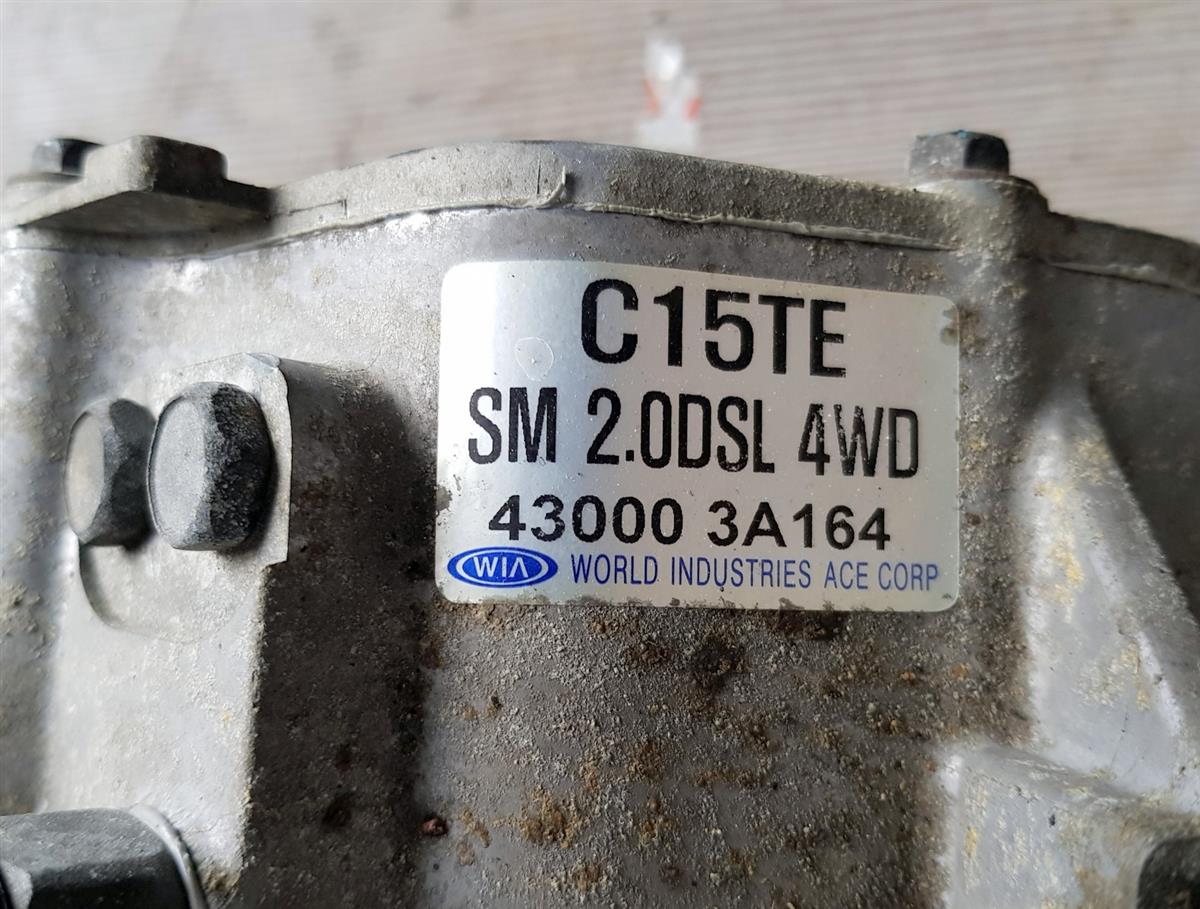 C15TE
SM 2.0DSL 4WD
43000 3A164
WIA WORLD INDUSTRIES ACE CORP